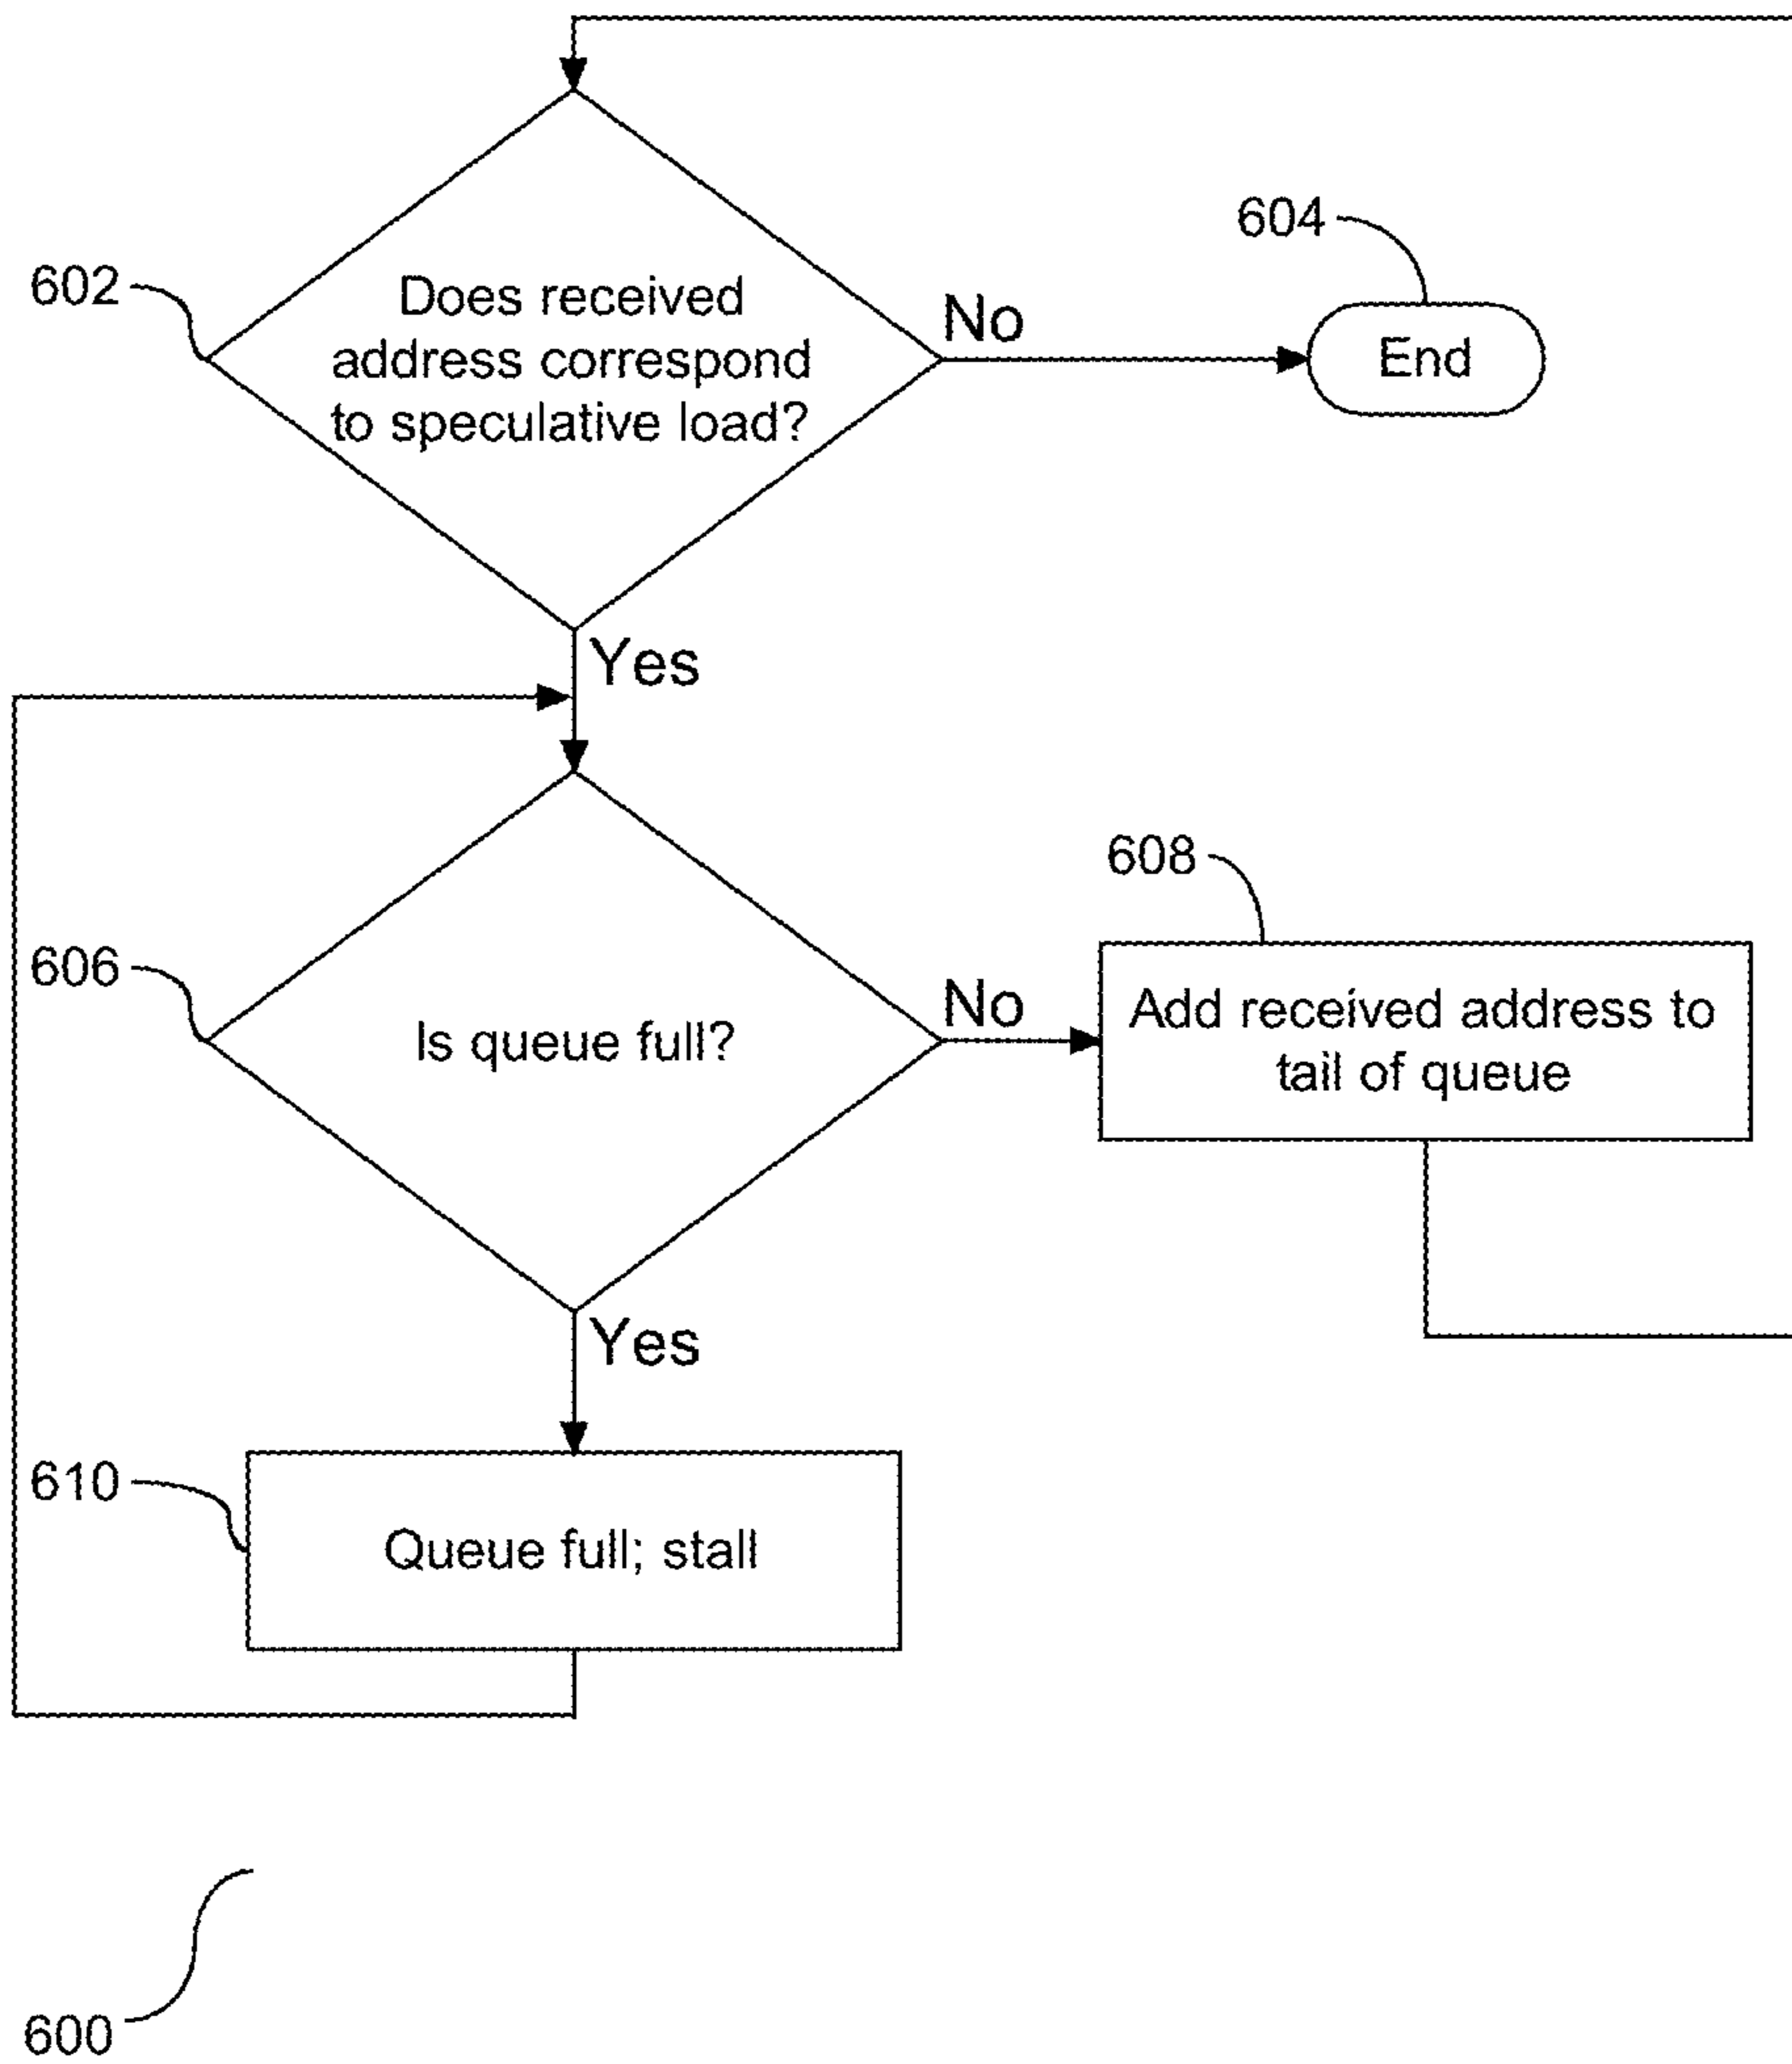 604
602
Does received
address correspond
to speculative load?
No
End
Yes
608
606
Is queue full?
No
Add received address to
tail of queue
Yes
610
Queue full; stall
600